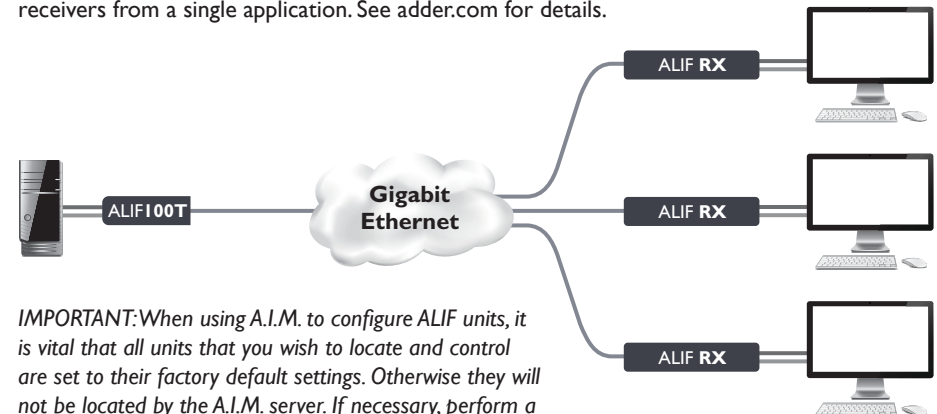 receivers from a single application. See adder.com for details.
ALIF RX
ALIF100T
Gigabit
Ethernet
ALIF RX
IMPORTANT: When using A.I.M. to configure ALIF units, it
is vital that all units that you wish to locate and control
are set to their factory default settings. Otherwise they will
not be located by the A.I.M. server. If necessary, perform a
ALIF RX